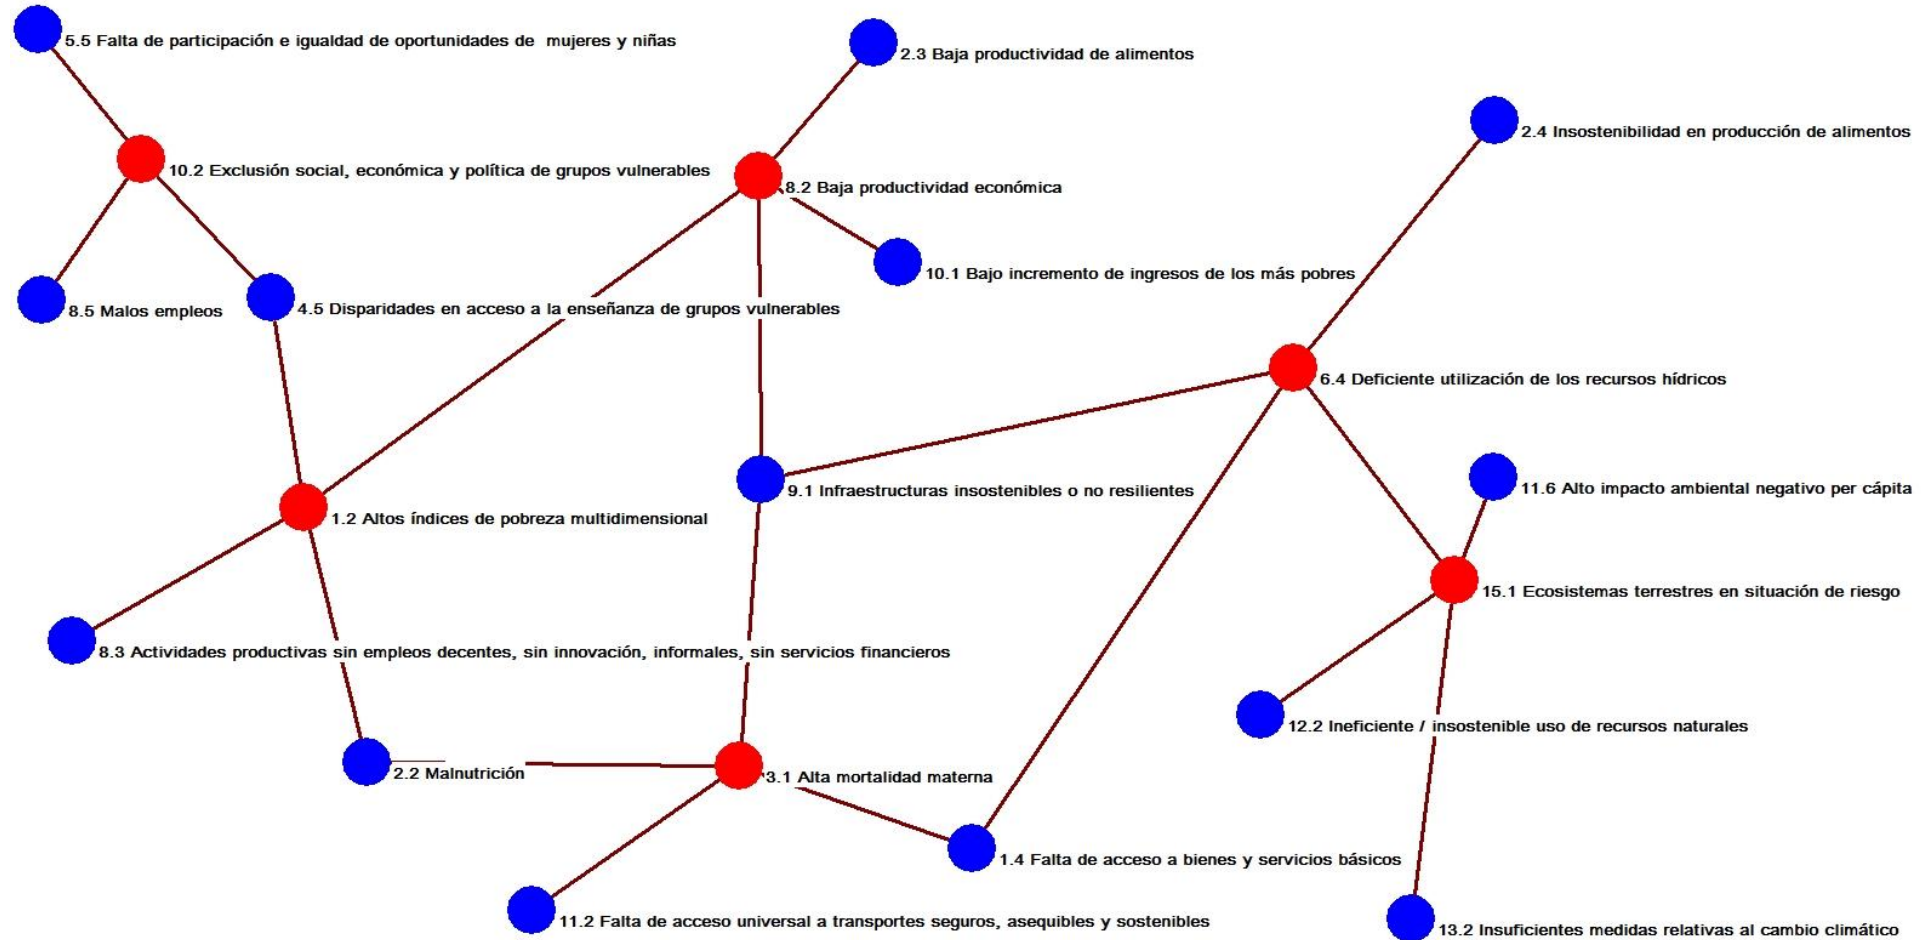 5.5 Falta de participación e igualdad de oportunidades de  mujeres y niñas
2.3 Baja productividad de alimentos
2.4 Insostenibilidad en producción de alimentos
10.2 Exclusión social, económica y política de grupos vulnerables
8.2 Baja productividad económica
10.1 Bajo incremento de ingresos de los más pobres
8.5 Malos empleos
4.5 Disparidades en acceso a la enseñanza de grupos vulnerables
6.4 Deficiente utilización de los recursos hídricos
9.1 Infraestructuras insostenibles o no resilientes
11.6 Alto impacto ambiental negativo per cápita
1.2 Altos índices de pobreza multidimensional
15.1 Ecosistemas terrestres en situación de riesgo
8.3 Actividades productivas sin empleos decentes, sin innovación, informales, sin servicios financieros
12.2 Ineficiente / insostenible uso de recursos naturales
2.2 Malnutrición
3.1 Alta mortalidad materna
1.4 Falta de acceso a bienes y servicios básicos
11.2 Falta de acceso universal a transportes seguros, asequibles y sostenibles
13.2 Insuficientes medidas relativas al cambio climático